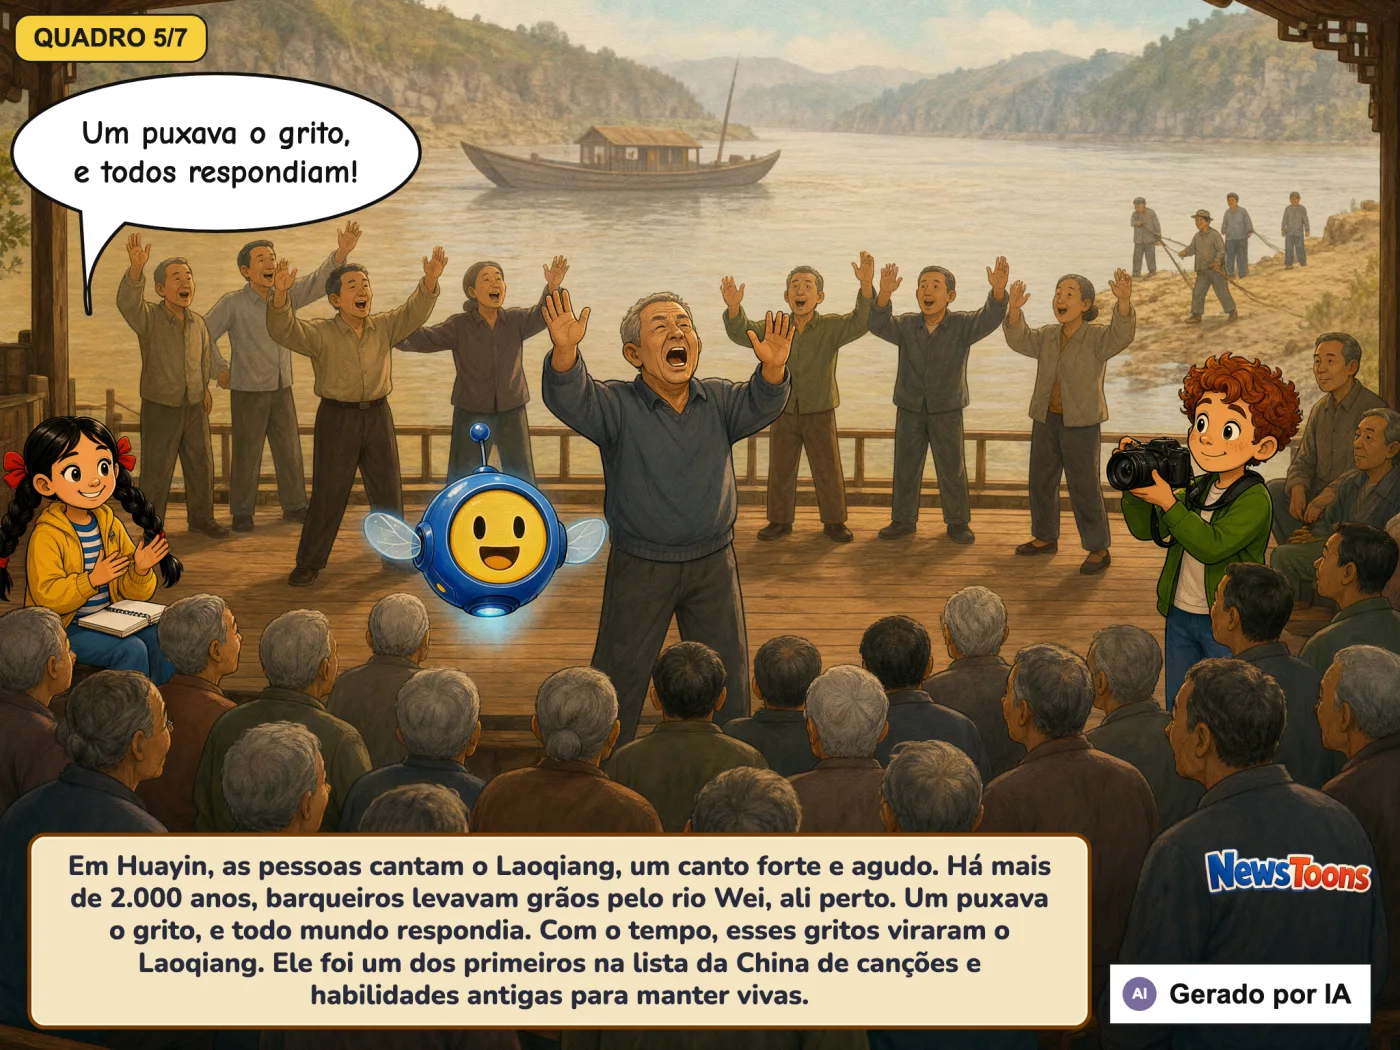 QUADRO 5/7
Um puxava o grito,
e todos respondiam!
Em Huayin, as pessoas cantam o Laoqiang, um canto forte e agudo. Há mais
de 2.000 anos, barqueiros levavam grãos pelo rio Wei, ali perto. Um puxava
o grito, e todo mundo respondia. Com o tempo, esses gritos viraram o
Laoqiang. Ele foi um dos primeiros na lista da China de canções e
habilidades antigas para manter vivas.
NewsToons
AI Gerado por IA